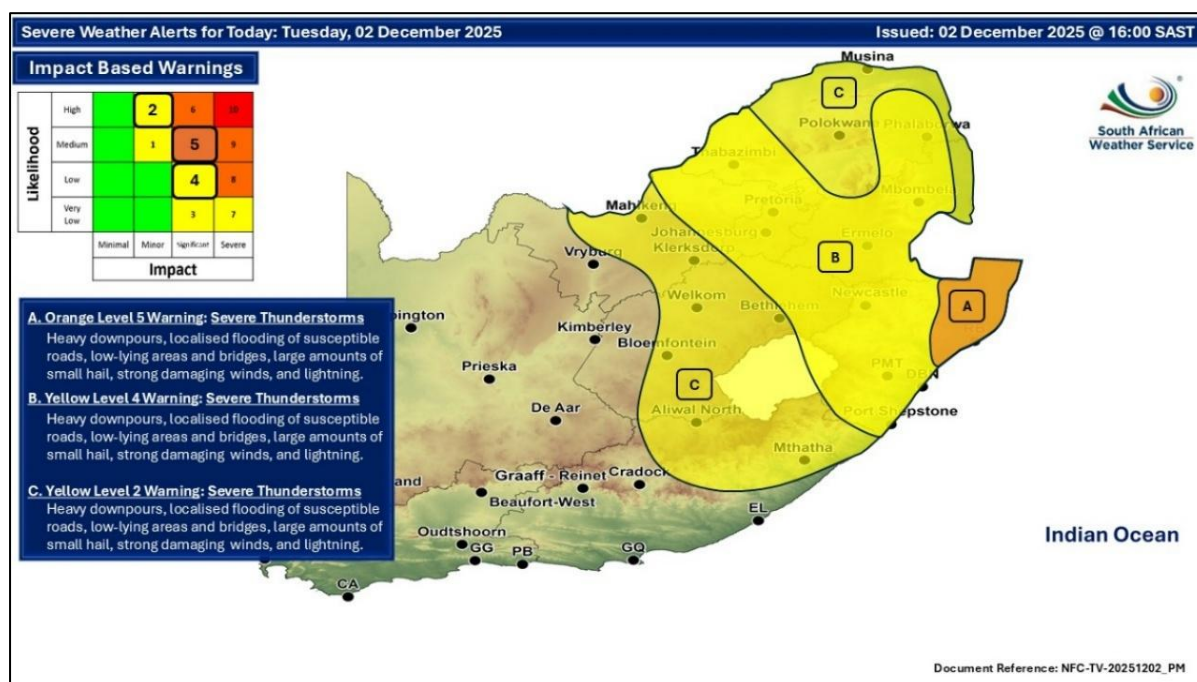 Severe Weather Alerts for Today: Tuesday, 02 December 2025
Issued: 02 December 2025 @ 16:00 SAST
Impact Based Warnings
Likelihood
High
2
6
10
Medium
1
5
9
Low
4
8
Very Low
3
7
Minimal
Minor
Significant
Severe
Impact
A. Orange Level 5 Warning: Severe Thunderstorms
Heavy downpours, localised flooding of susceptible
roads, low-lying areas and bridges, large amounts of
small hail, strong damaging winds, and lightning.
B. Yellow Level 4 Warning: Severe Thunderstorms
Heavy downpours, localised flooding of susceptible
roads, low-lying areas and bridges, large amounts of
small hail, strong damaging winds, and lightning.
C. Yellow Level 2 Warning: Severe Thunderstorms
Heavy downpours, localised flooding of susceptible
roads, low-lying areas and bridges, large amounts of
small hail, strong damaging winds, and lightning.
South African
Weather Service
Musina
C
Polokwane
Phalaborwa
Thabazimbi
Mbombela
Pretoria
Mahikeng
Johannesburg
Ermelo
Klerksdorp
Vryburg
B
Welkom
Bethlehem
Newcastle
A
Kimberley
Bloemfontein
Prieska
PMT
DBN
C
De Aar
Aliwal North
Port Shepstone
Mthatha
Graaff - Reinet
Cradock
Beaufort-West
EL
Oudtshoorn
GG
PB
GQ
CA
Indian Ocean
Document Reference: NFC-TV-20251202_PM